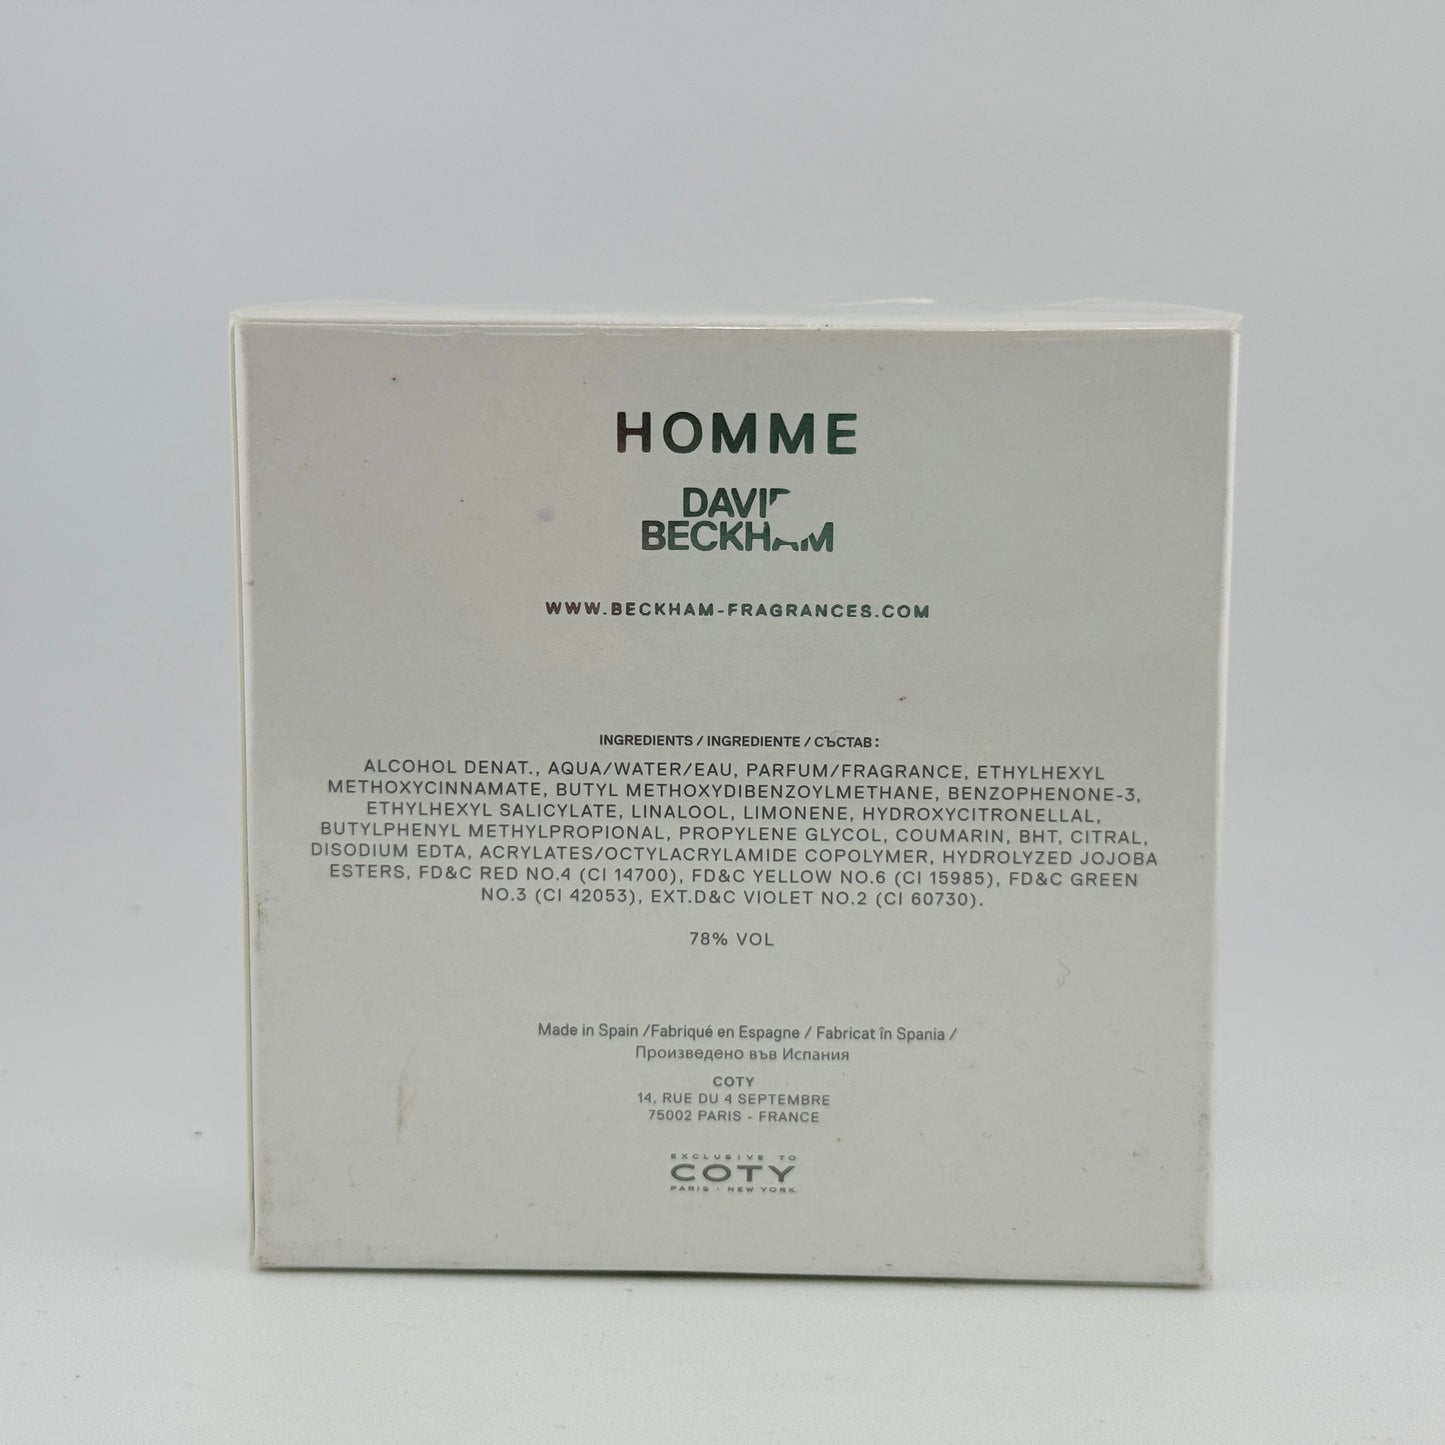 HOMME
DAVID
BECKHAM
WWW.BECKHAM-FRAGRANCES.COM
INGREDIENTS / INGREDIENTE / СЪСТАВ :
ALCOHOL DENAT., AQUA/WATER/EAU, PARFUM/FRAGRANCE, ETHYLHEXYL
METHOXYCINNAMATE, BUTYL METHOXYDIBENZOYLMETHANE, BENZOPHENONE-3,
ETHYLHEXYL SALICYLATE, LINALOOL, LIMONENE, HYDROXYCITRONELLAL,
BUTYLPHENYL METHYLPROPIONAL, PROPYLENE GLYCOL, COUMARIN, BHT, CITRAL,
DISODIUM EDTA, ACRYLATES/OCTYLACRYLAMIDE COPOLYMER, HYDROLYZED JOJOBA
ESTERS, FD&C RED NO.4 (CI 14700), FD&C YELLOW NO.6 (CI 15985), FD&C GREEN
NO.3 (CI 42053), EXT.D&C VIOLET NO.2 (CI 60730).
78% VOL
Made in Spain /Fabriqué en Espagne / Fabricat în Spania /
Произведено във Испания
COTY
14, RUE DU 4 SEPTEMBRE
75002 PARIS - FRANCE
EXCLUSIVE TO
COTY
PARIS · NEW YORK